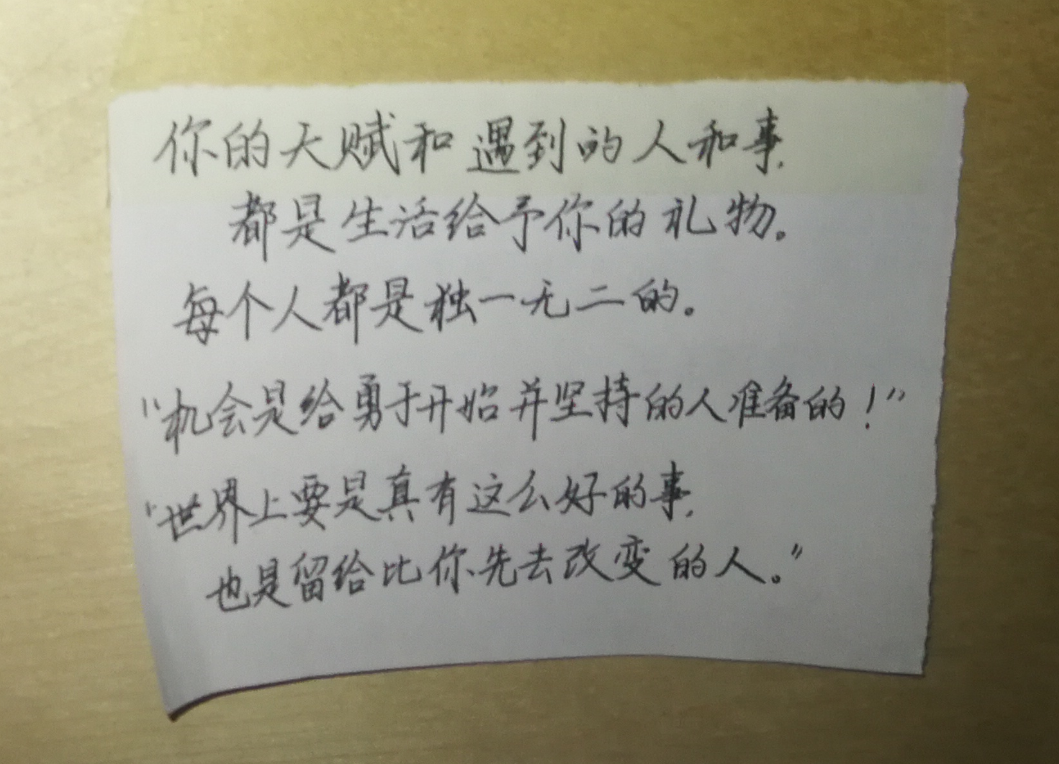 你的天赋和遇到的人和事,
都是生活给予你的礼物。
每个人都是独一无二的。
"机会是给勇于开始并坚持的人准备的!"
"世界上要是真有这么好的事,
也是留给比你先去改变的人。"